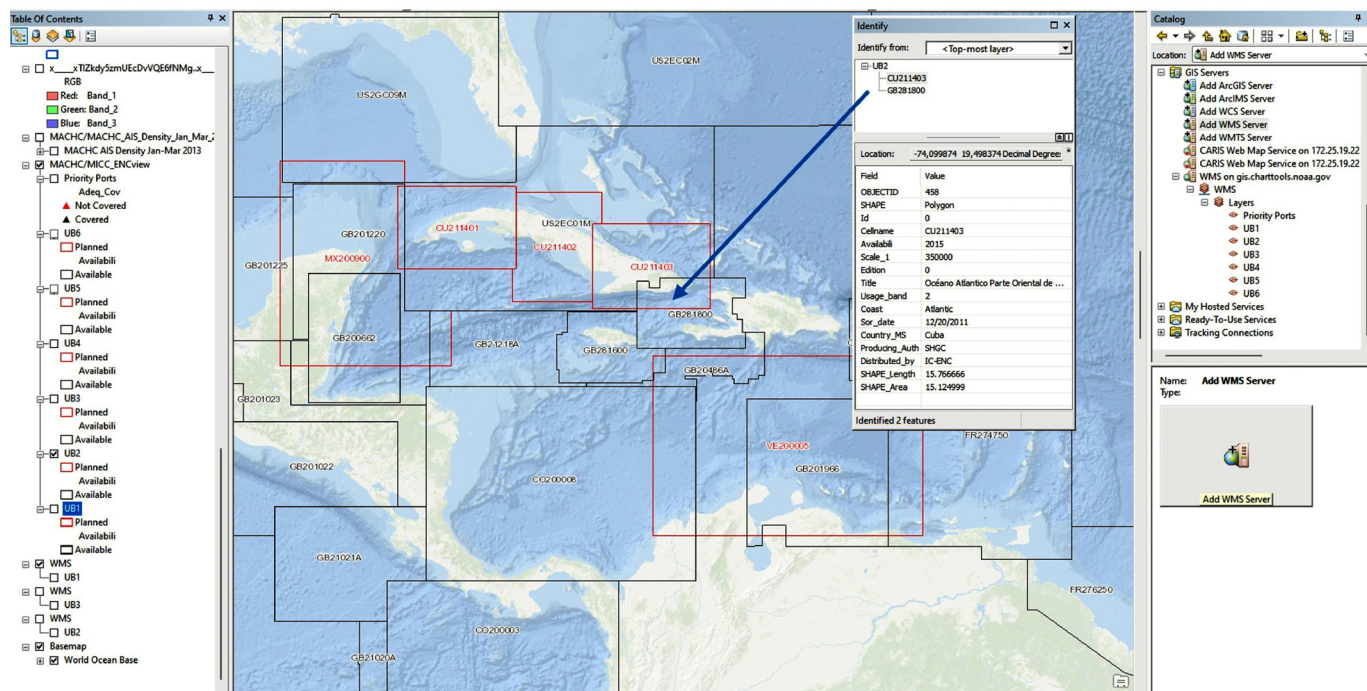 Table Of Contents
x____xTlZkdy5zmUEcDvVQE6fNMg..x____
RGB
Red: Band_1
Green: Band_2
Blue: Band_3
MACHC/MACHC_AIS_Density_Jan_Mar_2
MACHC AIS Density Jan-Mar 2013
MACHC/MICC_ENCview
Priority Ports
Adeq_Cov
Not Covered
Covered
UB6
Planned
Availabili
Available
UB5
Planned
Availabili
Available
UB4
Planned
Availabili
Available
UB3
Planned
Availabili
Available
UB2
Planned
Availabili
Available
UB1
Planned
Availabili
Available
WMS
UB1
WMS
UB3
WMS
UB2
Basemap
World Ocean Base
US2EC02M
US2GC09M
US2EC01M
CU211401
CU211402
CU211403
GB201220
GB201225
MX200900
GB281800
GB200662
GB21218A
GB281600
GB20486A
GB201023
GB201022
CO200008
VE200005
GB201966
FR274750
GB21021A
FR276250
CO200003
GB21020A
Identify
Identify from: <Top-most layer>
UB2
CU211403
GB281800
Location: -74,099874 19,498374 Decimal Degree:
Field Value
OBJECTID 458
SHAPE Polygon
Id 0
Cellname CU211403
Availabili 2015
Scale_1 350000
Edition 0
Title Océano Atlantico Parte Oriental de ...
Usage_band 2
Coast Atlantic
Sor_date 12/20/2011
Country_MS Cuba
Producing_Auth SHGC
Distributed_by IC-ENC
SHAPE_Length 15.766666
SHAPE_Area 15.124999
Identified 2 features
Catalog
Location: Add WMS Server
GIS Servers
Add ArcGIS Server
Add ArcIMS Server
Add WCS Server
Add WMS Server
Add WMTS Server
CARIS Web Map Service on 172.25.19.22
CARIS Web Map Service on 172.25.19.22
WMS on gis.charttools.noaa.gov
WMS
Layers
Priority Ports
UB1
UB2
UB3
UB4
UB5
UB6
My Hosted Services
Ready-To-Use Services
Tracking Connections
Name: Add WMS Server
Type:
Add WMS Server